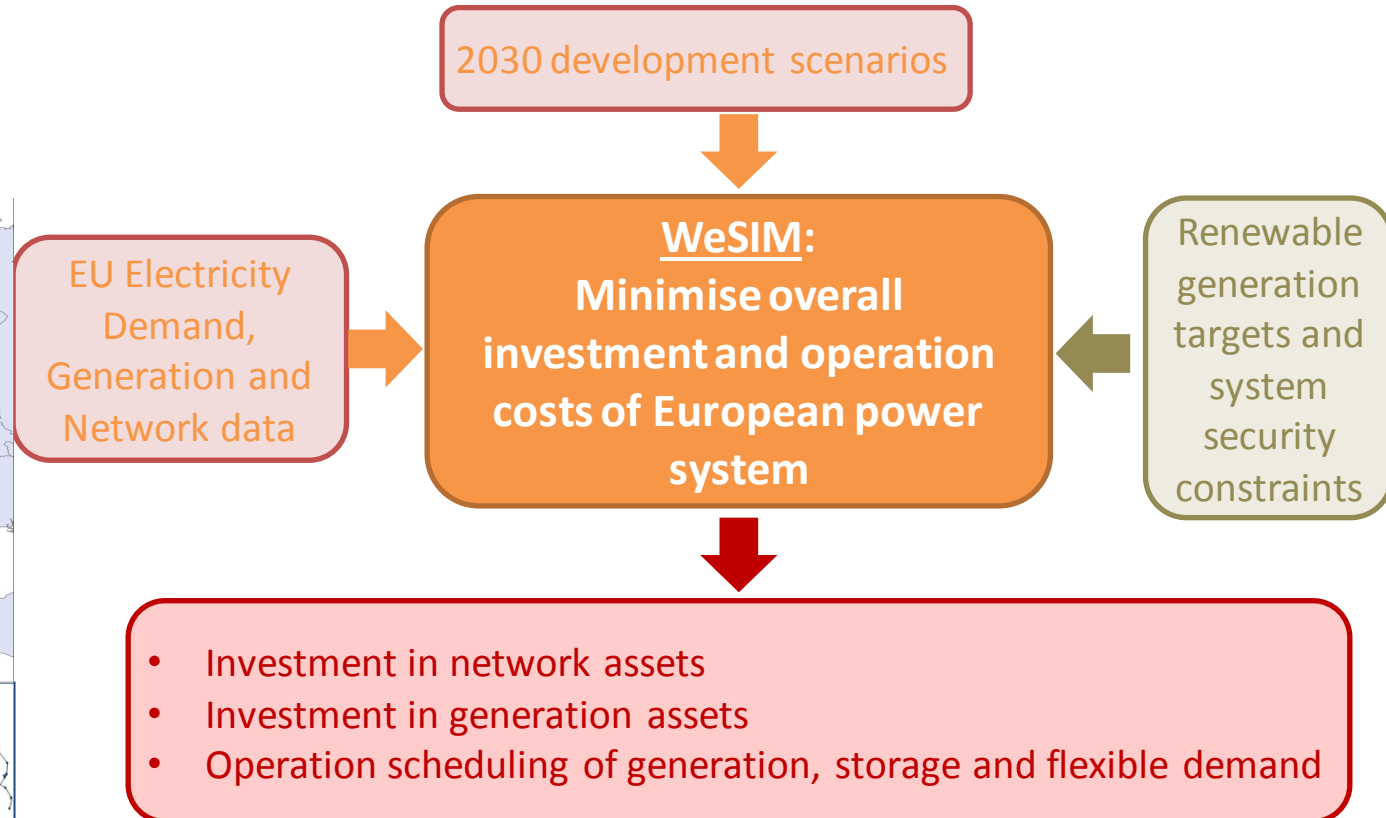 2030 development scenarios
EU Electricity
Demand,
Generation and
Network data
WeSIM:
Minimise overall
investment and operation
costs of European power
system
Renewable
generation
targets and
system
security
constraints
• Investment in network assets
• Investment in generation assets
• Operation scheduling of generation, storage and flexible demand